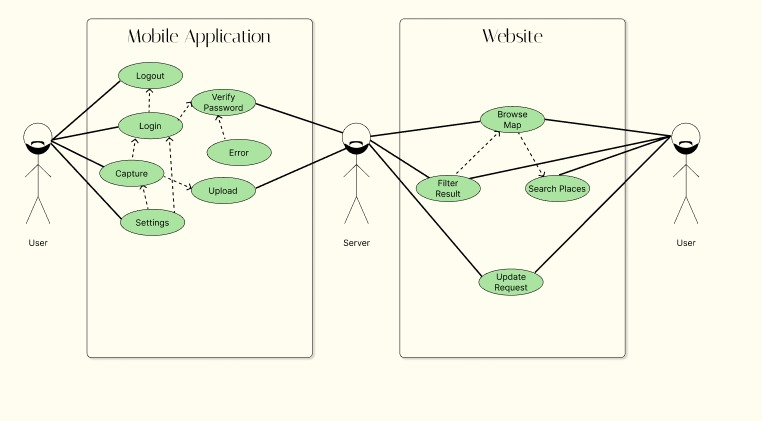 Mobile Application
Website
Logout
Verify
Password
Login
Browse
Map
Error
Capture
Upload
Filter
Result
Search Places
Settings
User
Server
User
Update
Request